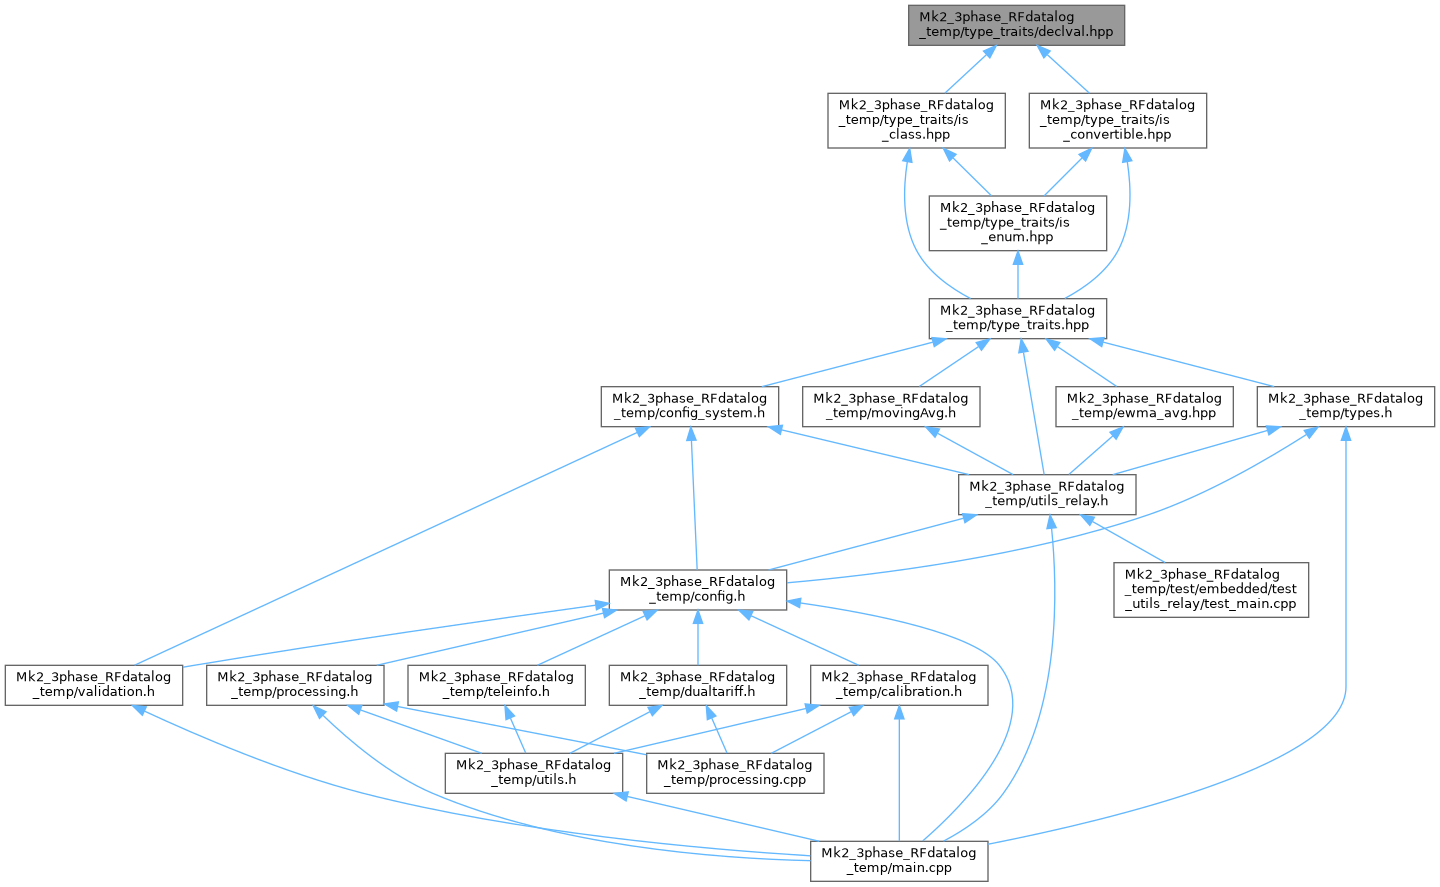 Mk2_3phase_RFdatalog
_temp/type_traits/declval.hpp
Mk2_3phase_RFdatalog
_temp/type_traits/is
_class.hpp
Mk2_3phase_RFdatalog
_temp/type_traits/is
_convertible.hpp
Mk2_3phase_RFdatalog
_temp/type_traits/is
_enum.hpp
Mk2_3phase_RFdatalog
_temp/type_traits.hpp
Mk2_3phase_RFdatalog
_temp/config_system.h
Mk2_3phase_RFdatalog
_temp/movingAvg.h
Mk2_3phase_RFdatalog
_temp/ewma_avg.hpp
Mk2_3phase_RFdatalog
_temp/types.h
Mk2_3phase_RFdatalog
_temp/utils_relay.h
Mk2_3phase_RFdatalog
_temp/config.h
Mk2_3phase_RFdatalog
_temp/test/embedded/test
_utils_relay/test_main.cpp
Mk2_3phase_RFdatalog
_temp/validation.h
Mk2_3phase_RFdatalog
_temp/processing.h
Mk2_3phase_RFdatalog
_temp/teleinfo.h
Mk2_3phase_RFdatalog
_temp/dualtariff.h
Mk2_3phase_RFdatalog
_temp/calibration.h
Mk2_3phase_RFdatalog
_temp/utils.h
Mk2_3phase_RFdatalog
_temp/processing.cpp
Mk2_3phase_RFdatalog
_temp/main.cpp